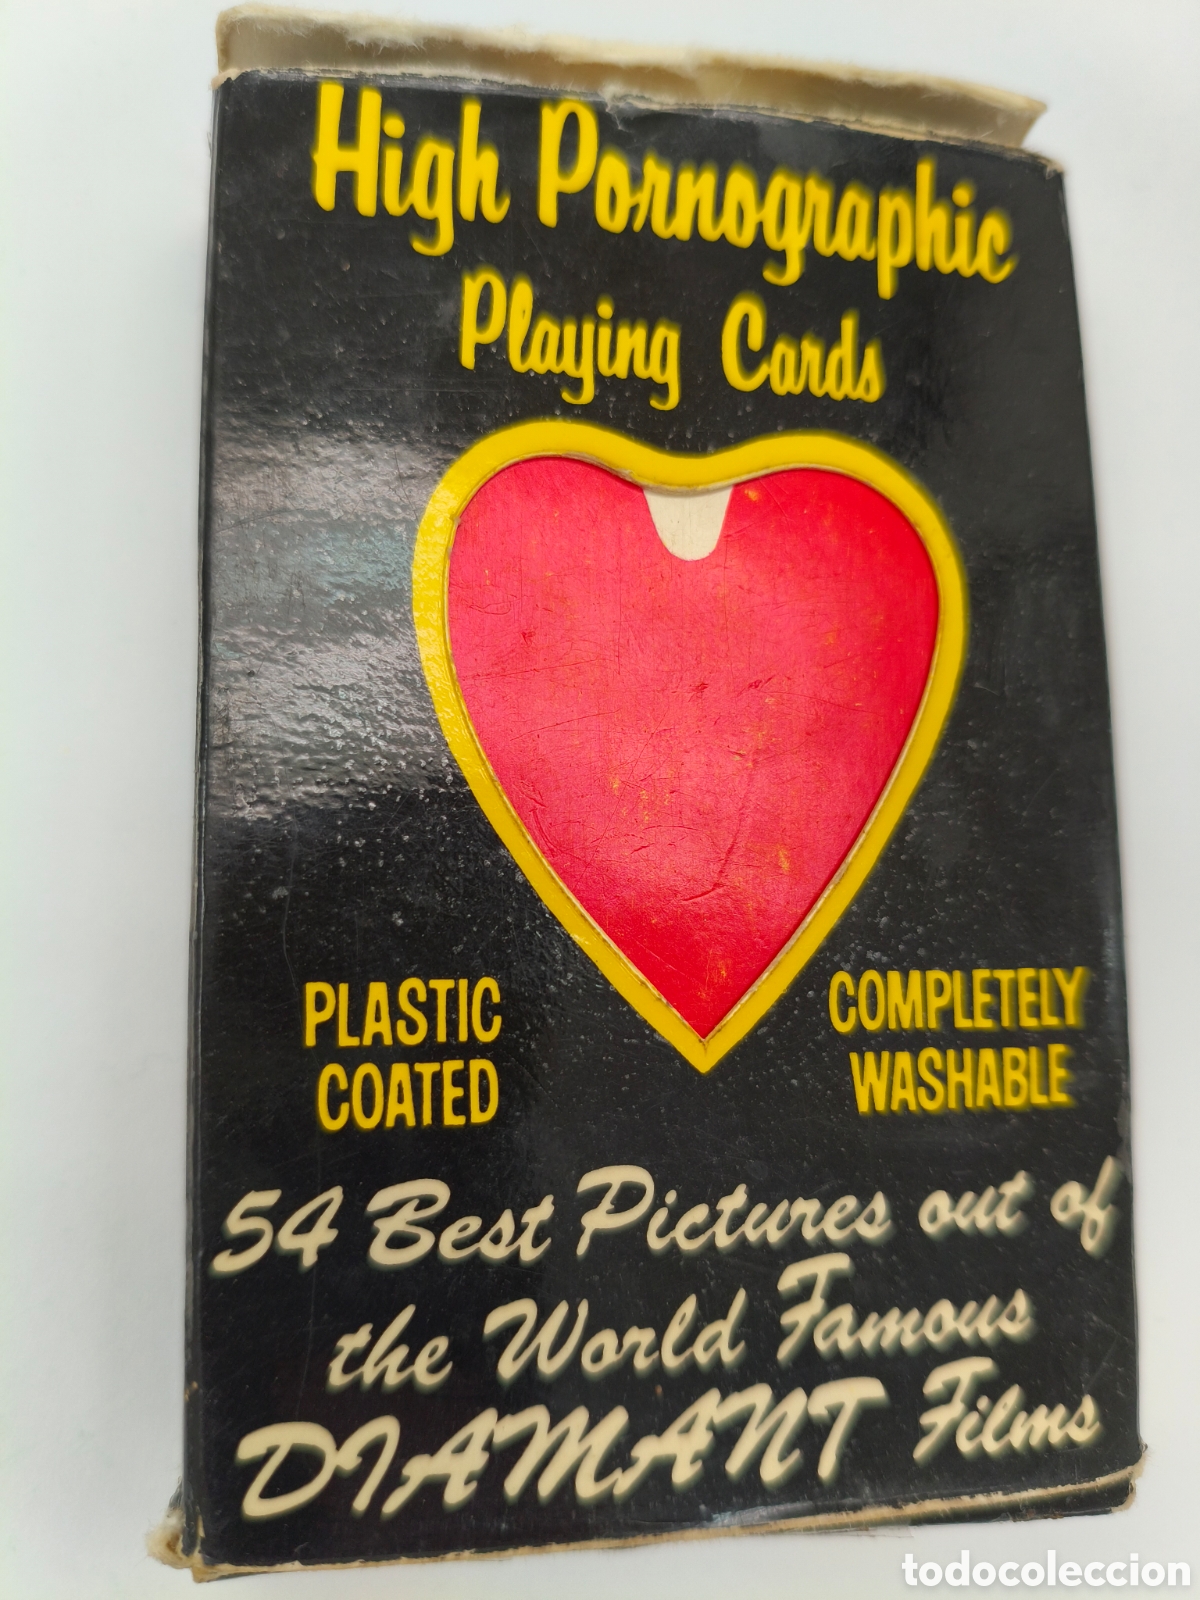 High Pornographic
Playing Cards
PLASTIC
COATED
COMPLETELY
WASHABLE
54 Best Pictures out of
the World Famous
DIAMANT Films
todocoleccion